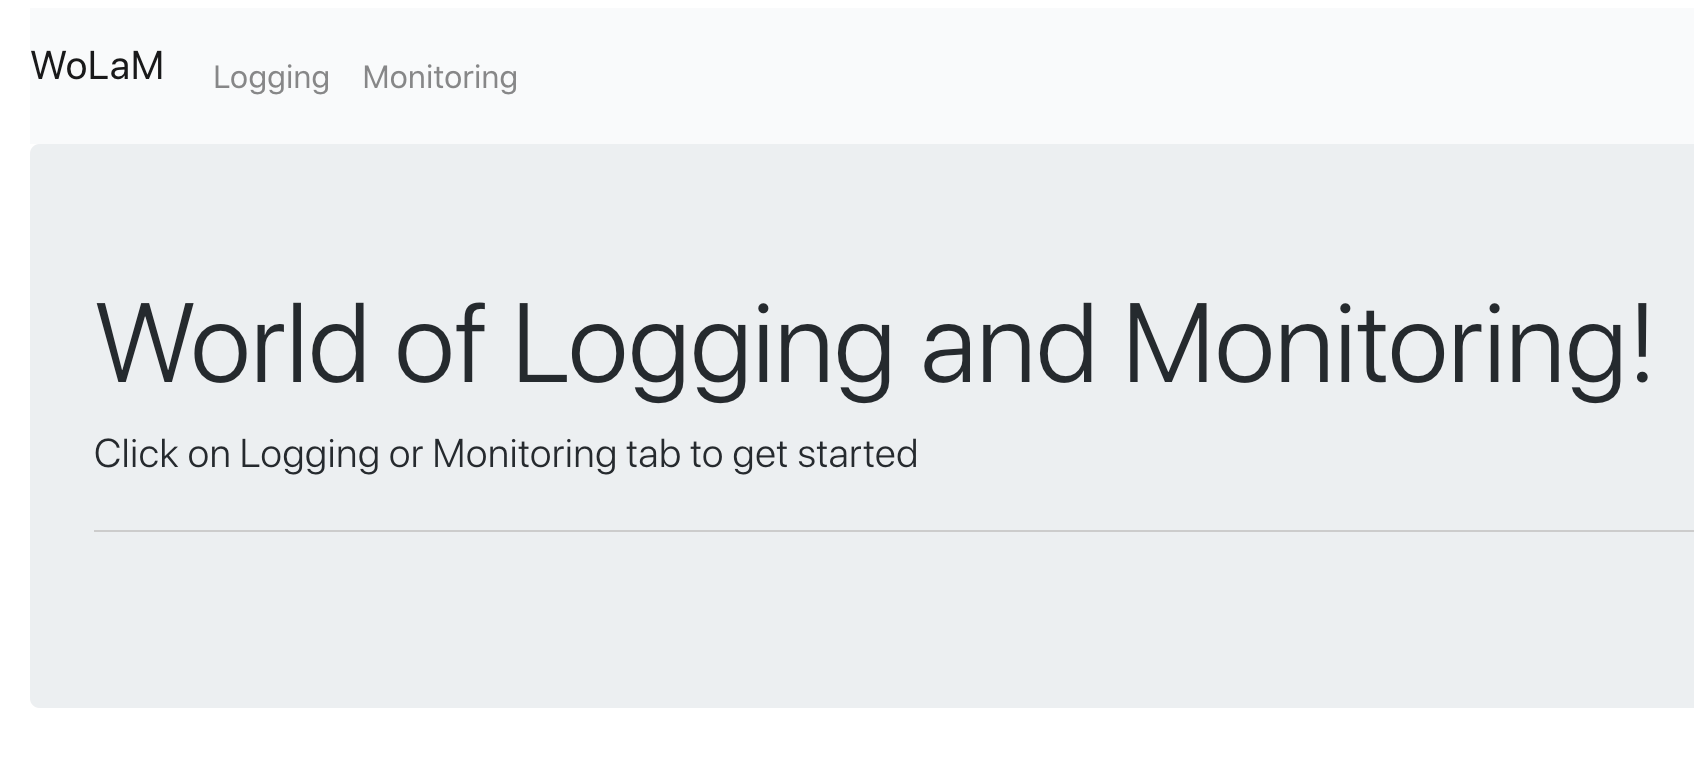 WoLaM Logging Monitoring
World of Logging and Monitoring!
Click on Logging or Monitoring tab to get started